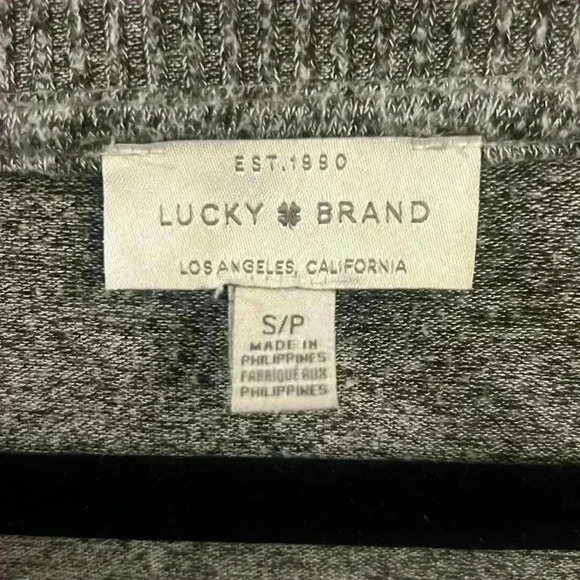 EST.1990
LUCKY BRAND
LOS ANGELES, CALIFORNIA
S/P
MADE IN
PHILIPPINES
FABRIQUÉ AUX
PHILIPPINES